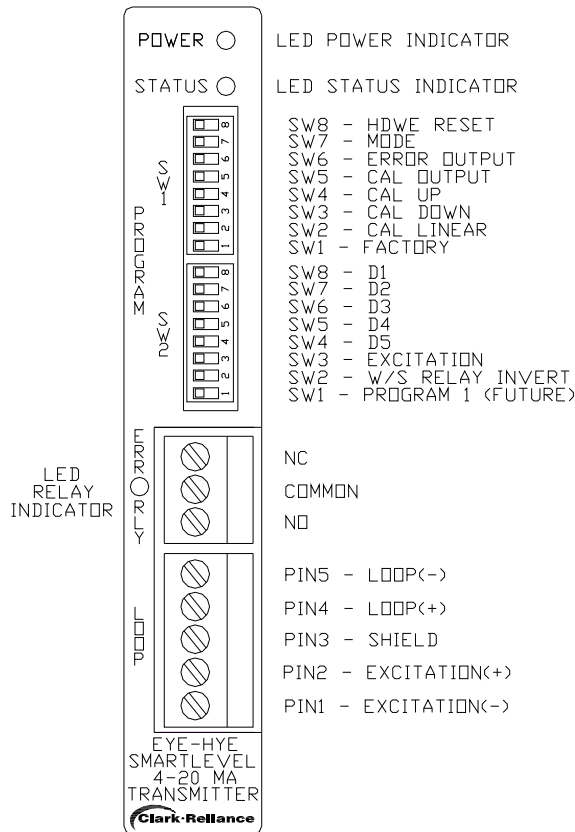 POWER LED POWER INDICATOR
STATUS LED STATUS INDICATOR
SW1
8
7
6
5
4
3
2
1
SW8 - HDWE RESET
SW7 - MODE
SW6 - ERROR OUTPUT
SW5 - CAL OUTPUT
SW4 - CAL UP
SW3 - CAL DOWN
SW2 - CAL LINEAR
SW1 - FACTORY
PROGRAM
SW2
8
7
6
5
4
3
2
1
SW8 - D1
SW7 - D2
SW6 - D3
SW5 - D4
SW4 - D5
SW3 - EXCITATION
SW2 - W/S RELAY INVERT
SW1 - PROGRAM 1 (FUTURE)
LED
RELAY
INDICATOR
ERR RLY
NC
COMMON
NO
LOOP
PIN5 - LOOP(-)
PIN4 - LOOP(+)
PIN3 - SHIELD
PIN2 - EXCITATION(+)
PIN1 - EXCITATION(-)
EYE-HYE
SMARTLEVEL
4-20 MA
TRANSMITTER
Clark-Reliance